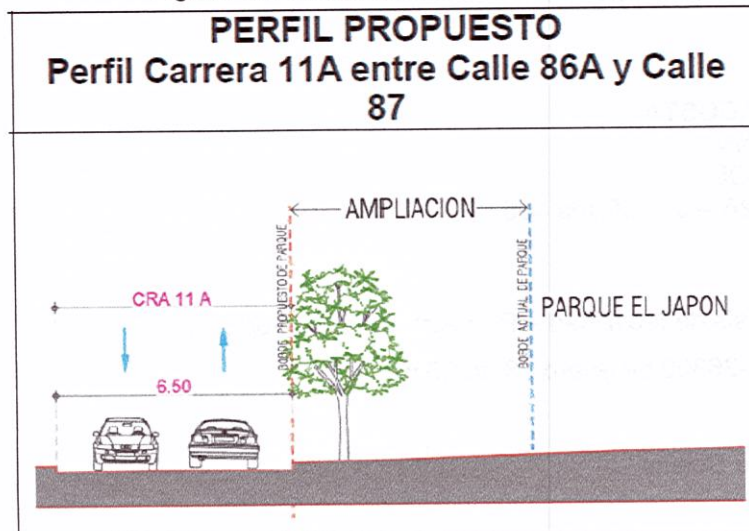 PERFIL PROPUESTO
Perfil Carrera 11A entre Calle 86A y Calle
87
AMPLIACION
BORDE PROPUESTO DE PARQUE
BORDE ACTUAL DE PARQUE
CRA 11 A
PARQUE EL JAPON
6.50